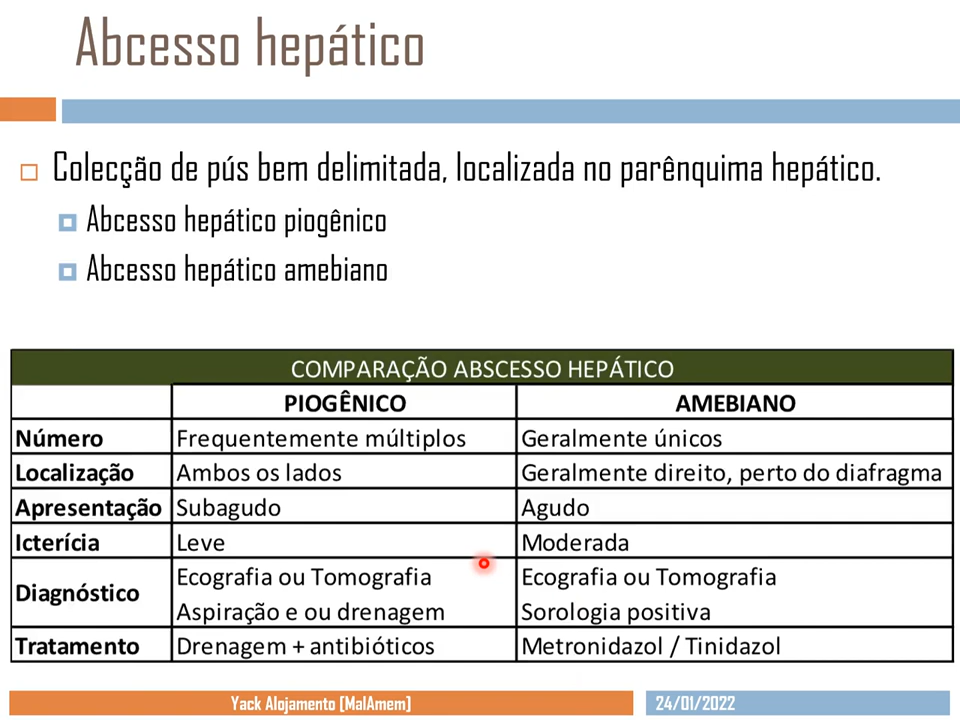 Abcesso hepático
Colecção de pús bem delimitada, localizada no parênquima hepático.
Abcesso hepático piogênico
Abcesso hepático amebiano
COMPARAÇÃO ABSCESSO HEPÁTICO
PIOGÊNICO AMEBIANO
Número Frequentemente múltiplos Geralmente únicos
Localização Ambos os lados Geralmente direito, perto do diafragma
Apresentação Subagudo Agudo
Icterícia Leve Moderada
Diagnóstico Ecografia ou Tomografia Ecografia ou Tomografia
Aspiração e ou drenagem Sorologia positiva
Tratamento Drenagem + antibióticos Metronidazol / Tinidazol
Yack Alojamento [MalAmem] 24/01/2022